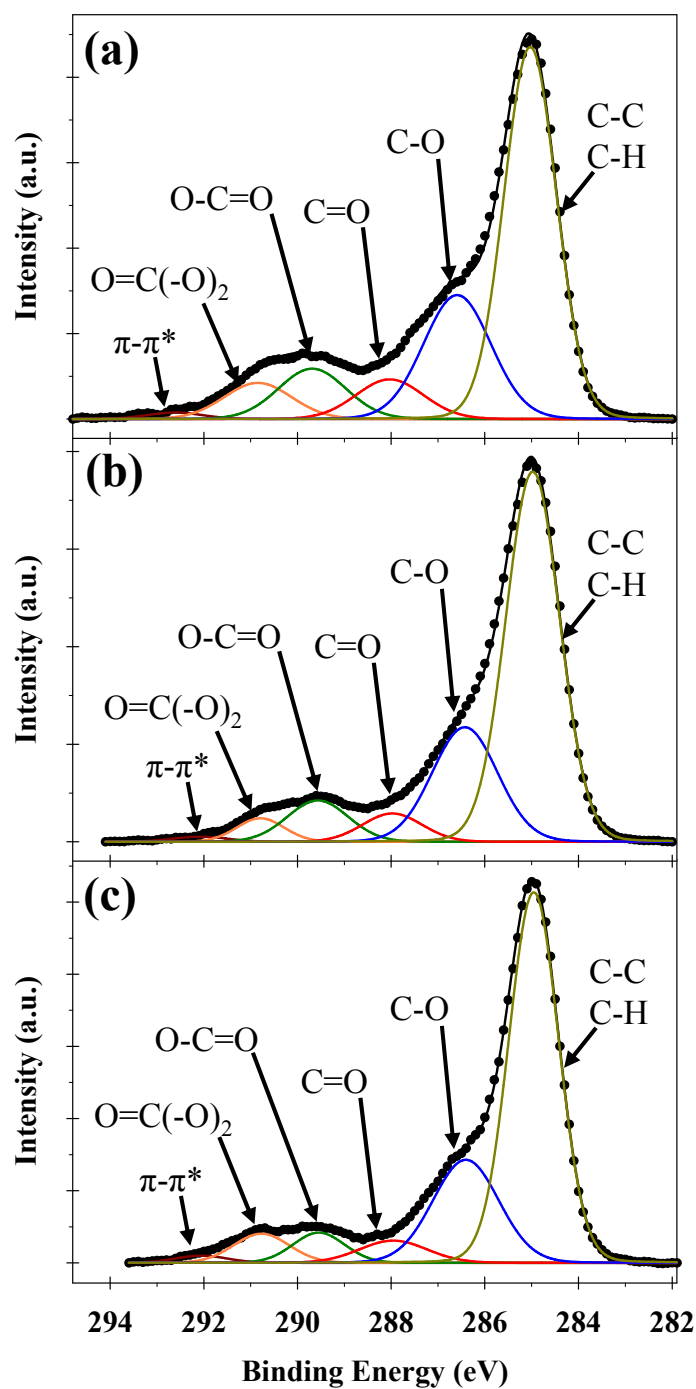 (a)
C-O
C-C
C-H
O-C=O
C=O
O=C(-O)₂
π-π*
Intensity (a.u.)
(b)
C-O
C-C
C-H
O-C=O
C=O
O=C(-O)₂
π-π*
Intensity (a.u.)
(c)
C-O
C-C
C-H
O-C=O
C=O
O=C(-O)₂
π-π*
Intensity (a.u.)
294 292 290 288 286 284 282
Binding Energy (eV)